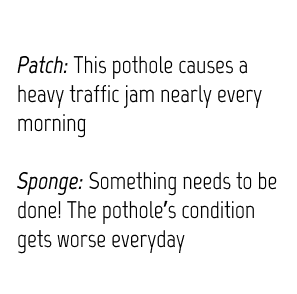 Patch: This pothole causes a
heavy traffic jam nearly every
morning
Sponge: Something needs to be
done! The pothole's condition
gets worse everyday